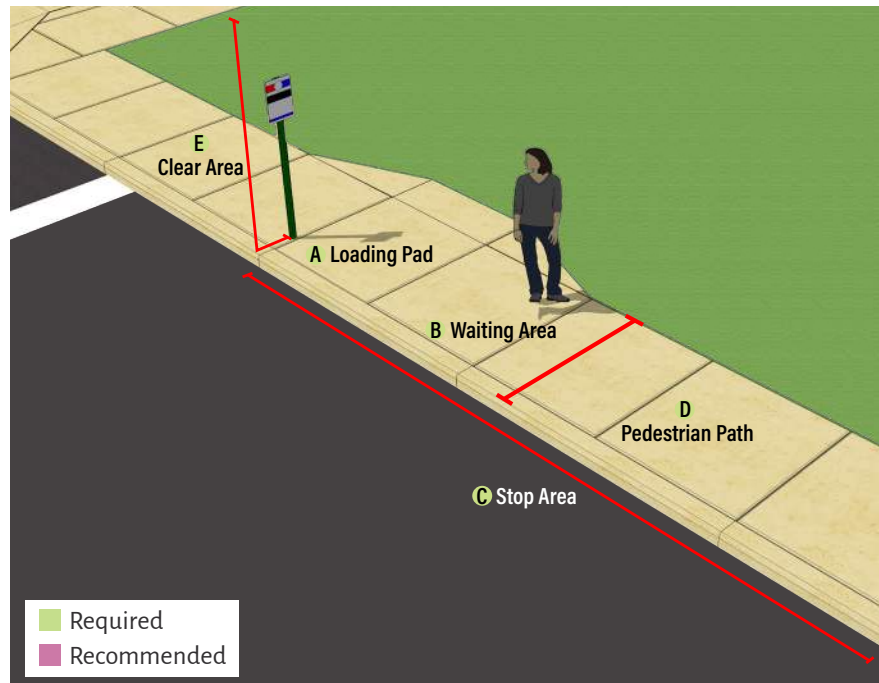 E
Clear Area
A Loading Pad
B Waiting Area
D
Pedestrian Path
C Stop Area
Required
Recommended